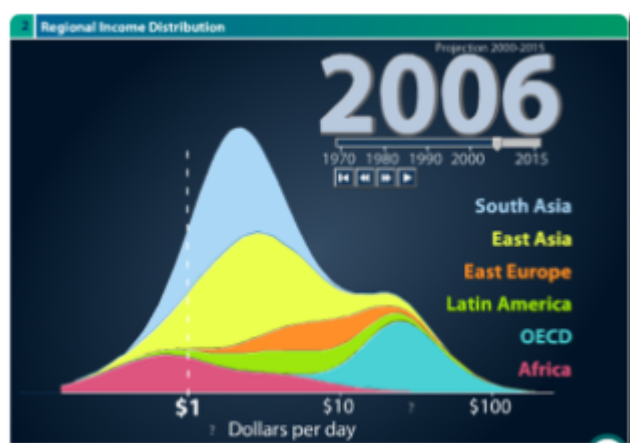 2 Regional Income Distribution
Projection 2000-2015
2006
1970 1980 1990 2000 2015
South Asia
East Asia
East Europe
Latin America
OECD
Africa
$1 $10 ? $100
? Dollars per day